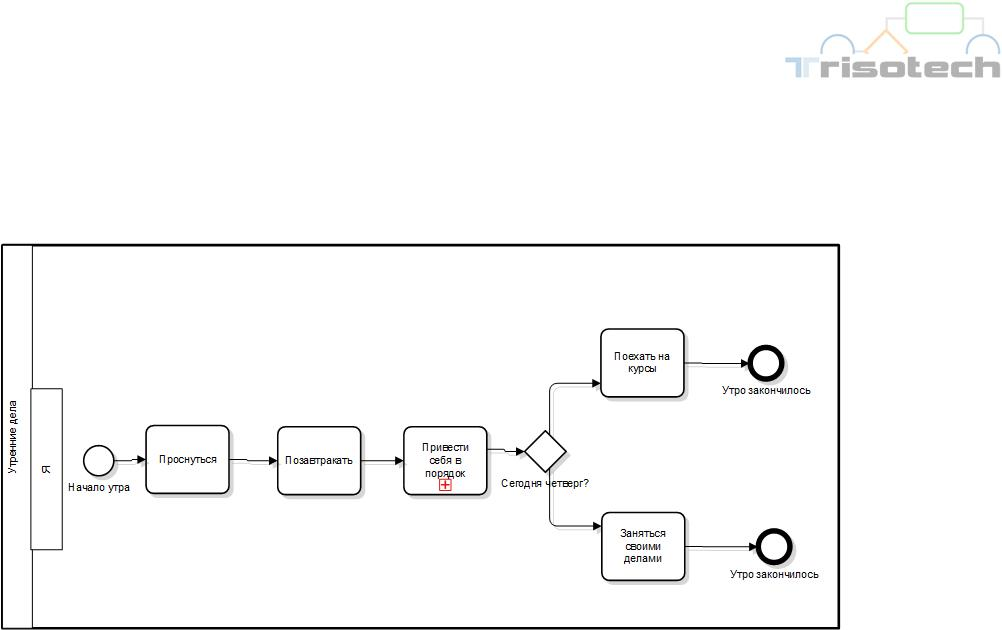 Trisotech
Утренние дела
Я
Начало утра
Проснуться
Позавтракать
Привести
себя в
порядок
Сегодня четверг?
Поехать на
курсы
Утро закончилось
Заняться
своими
делами
Утро закончилось